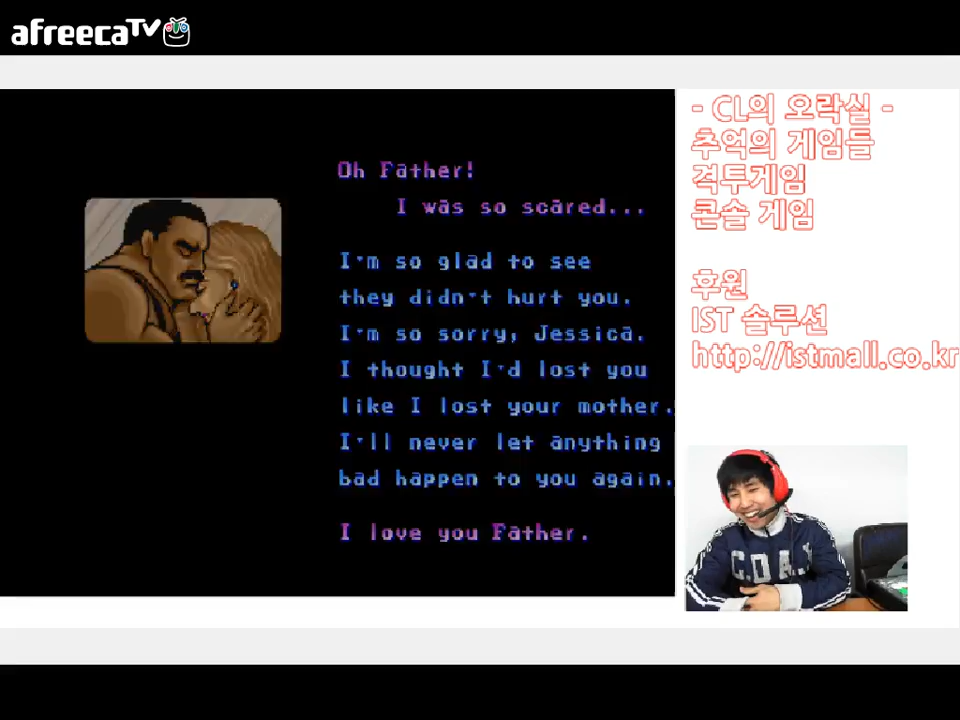 afreecaTV
Oh Father!
I was so scared...
I'm so glad to see
they didn't hurt you.
I'm so sorry, Jessica.
I thought I'd lost you
like I lost your mother.
I'll never let anything
bad happen to you again.
I love you Father.
- CL의 오락실 -
추억의 게임들
격투게임
콘솔 게임
후원
IST 솔루션
http://istmall.co.kr
C.O.A.X